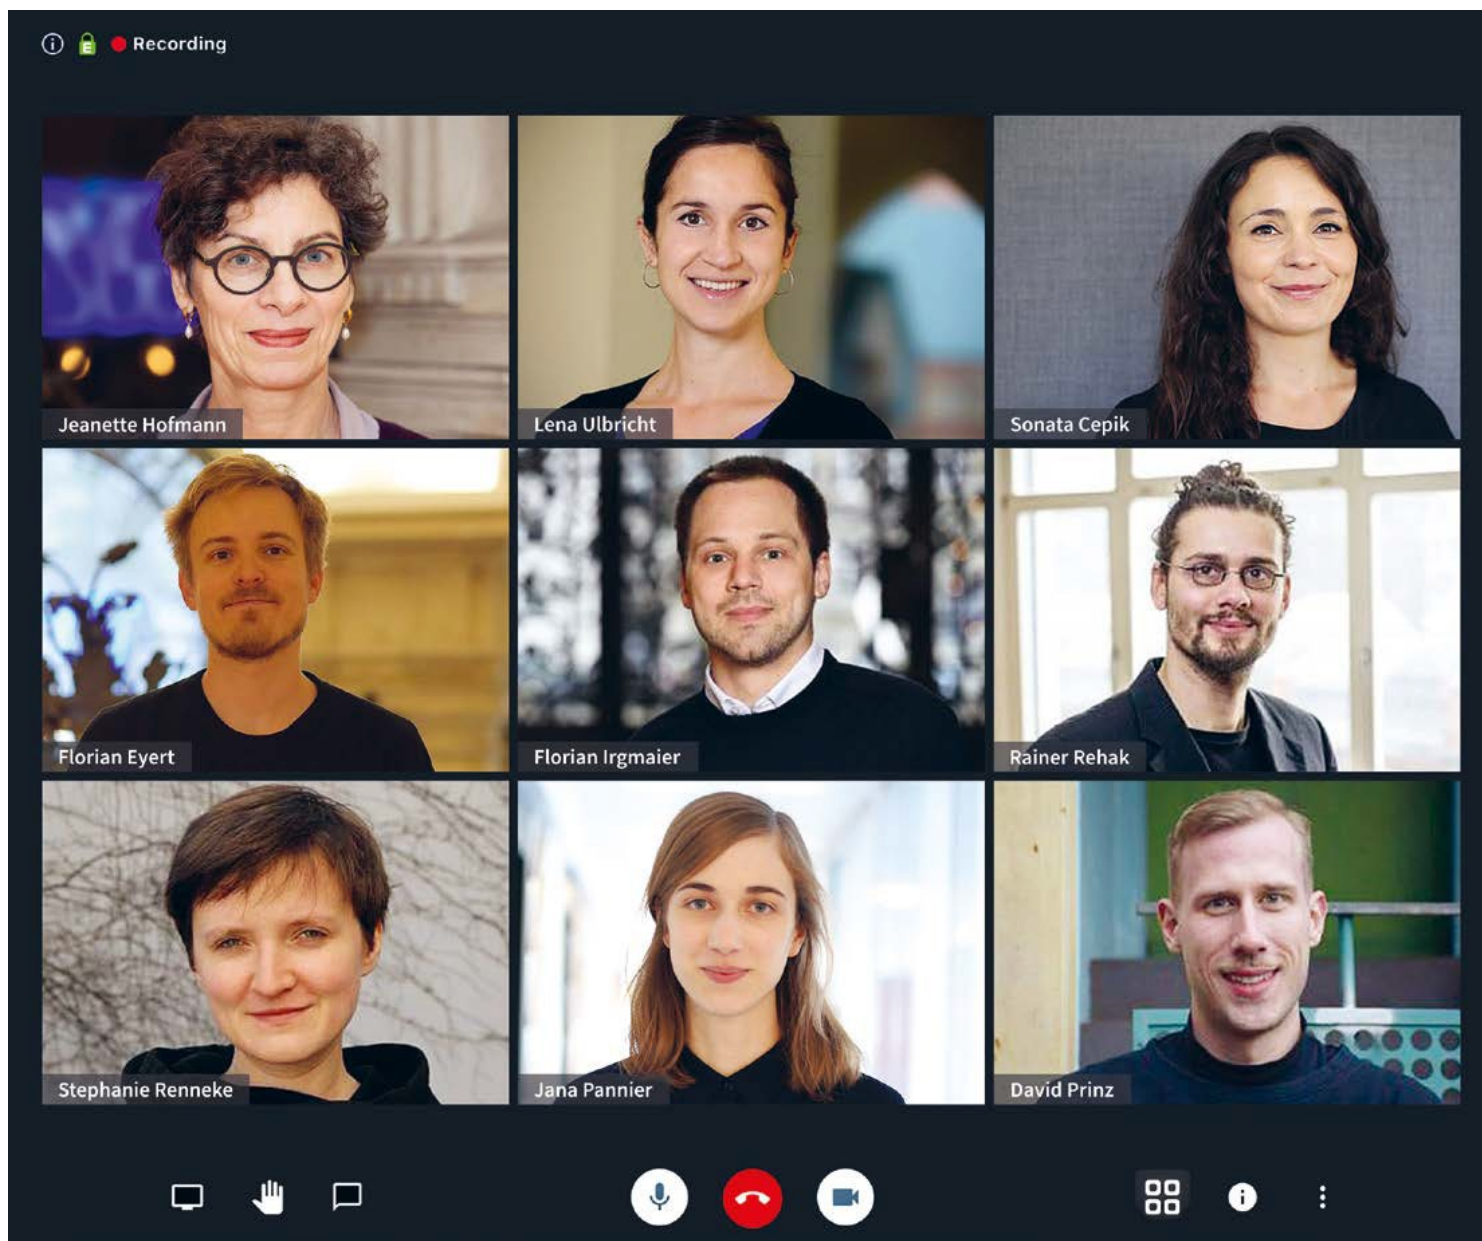 Recording
Jeanette Hofmann
Lena Ulbricht
Sonata Cepik
Florian Eyert
Florian Irgmaier
Rainer Rehak
Stephanie Renneke
Jana Pannier
David Prinz